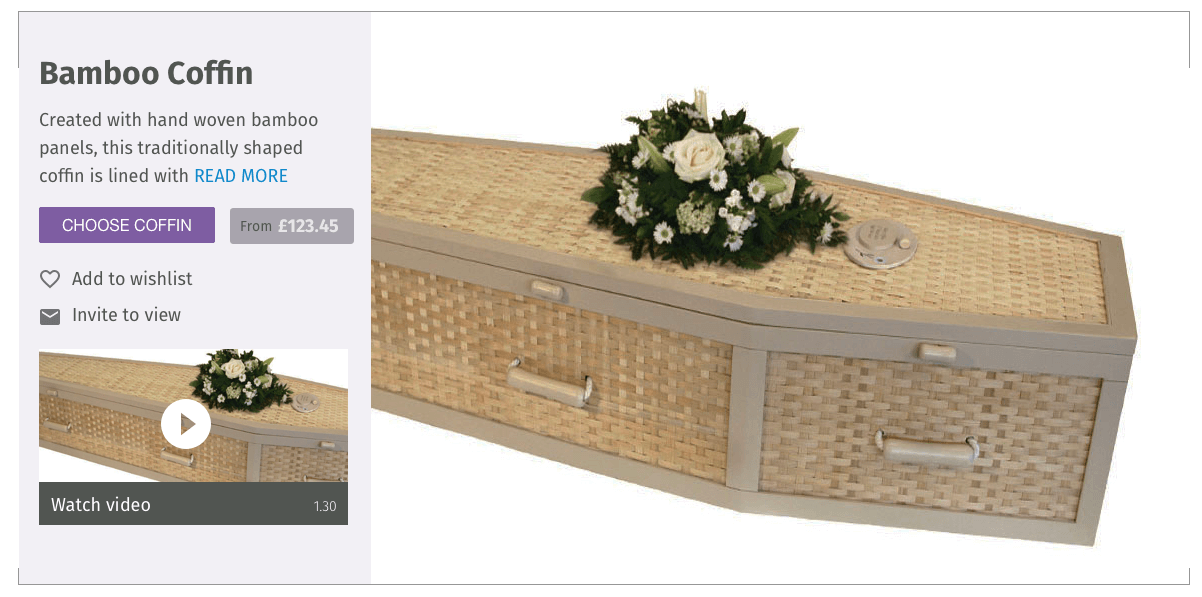 Bamboo Coffin
Created with hand woven bamboo
panels, this traditionally shaped
coffin is lined with READ MORE
CHOOSE COFFIN
From £123.45
Add to wishlist
Invite to view
Watch video
1.30